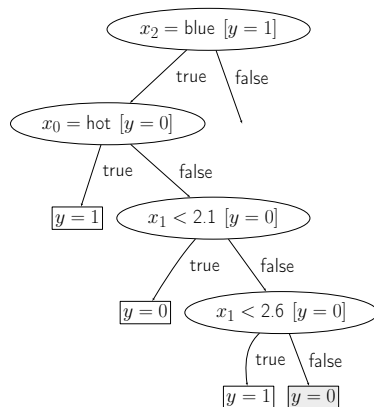 x₂ = blue [y = 1]
true
false
x₀ = hot [y = 0]
true
false
y = 1
x₁ < 2.1 [y = 0]
true
false
y = 0
x₁ < 2.6 [y = 0]
true
false
y = 1
y = 0